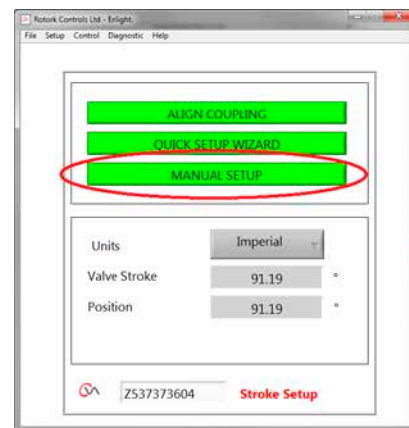 Rotork Controls Ltd - Enlight.
File Setup Control Diagnostic Help
ALIGN COUPLING
QUICK SETUP WIZARD
MANUAL SETUP
Units Imperial
Valve Stroke 91.19 °
Position 91.19 °
Z537373604 Stroke Setup